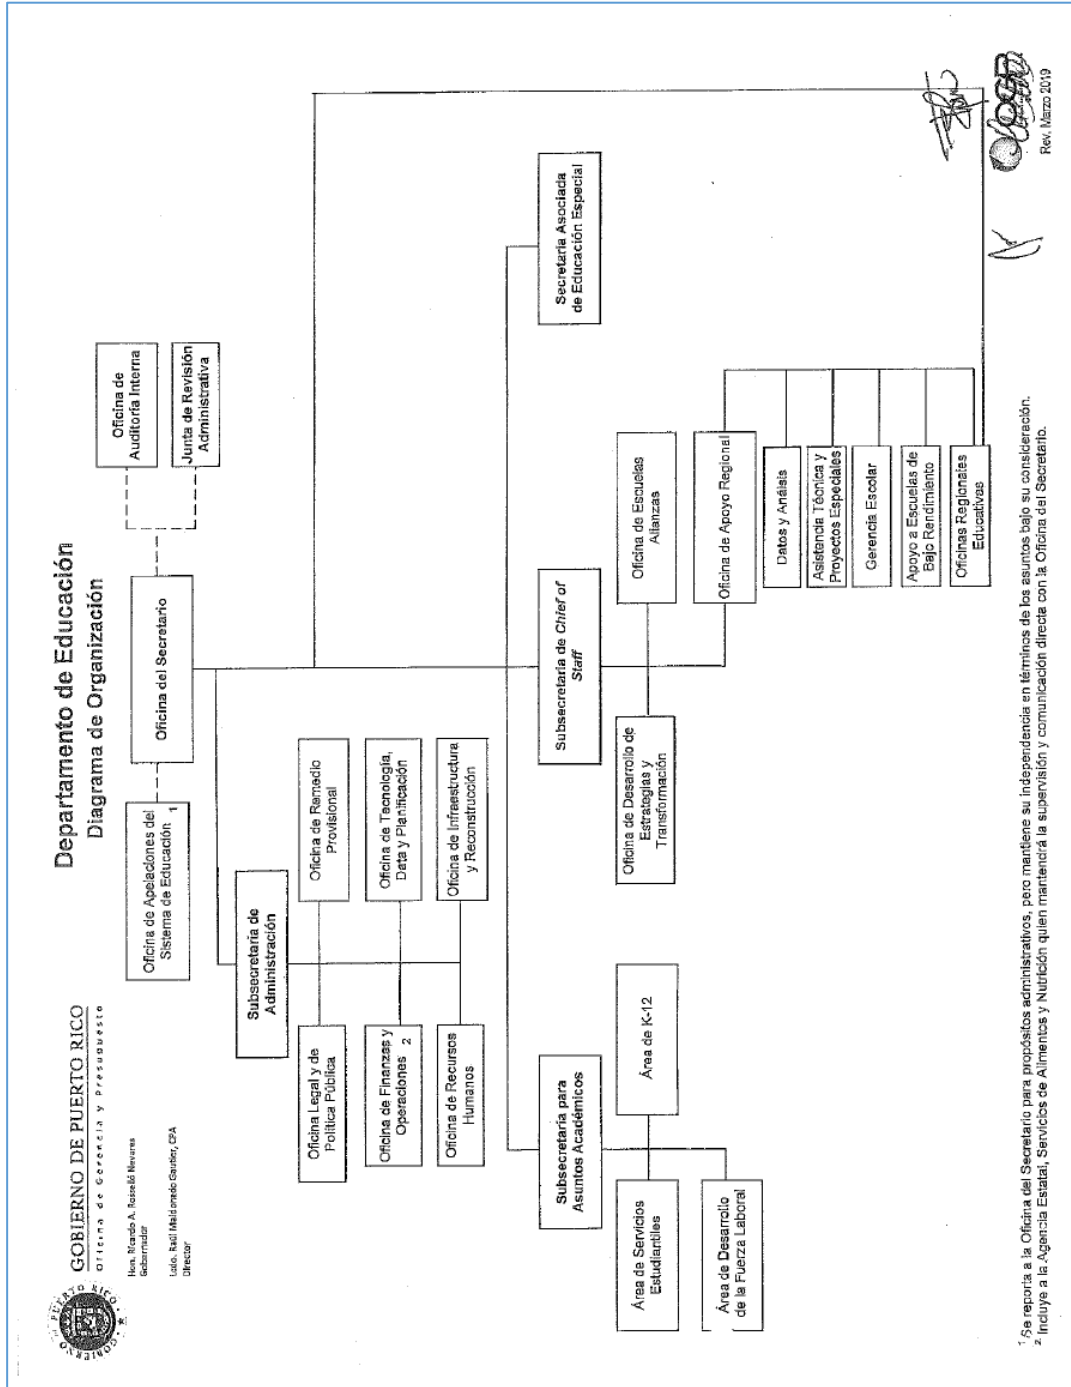 GOBIERNO DE PUERTO RICO
Oficina de Gerencia y Presupuesto
Hon. Ricardo A. Rosselló Nevares
Gobernador
Lcdo. Raúl Maldonado Gautier, CPA
Director
Departamento de Educación
Diagrama de Organización
Oficina de Apelaciones del
Sistema de Educación 1
Oficina del Secretario
Oficina de
Auditoría Interna
Junta de Revisión
Administrativa
Subsecretaria de
Administración
Oficina Legal y de
Política Pública
Oficina de Remedio
Provisional
Oficina de Finanzas y
Operaciones 2
Oficina de Tecnología,
Data y Planificación
Oficina de Recursos
Humanos
Oficina de Infraestructura
y Reconstrucción
Subsecretaria para
Asuntos Académicos
Área de Servicios
Estudiantiles
Área de K-12
Área de Desarrollo
de la Fuerza Laboral
Subsecretaria de Chief of
Staff
Oficina de Desarrollo de
Estrategias y
Transformación
Oficina de Escuelas
Alianzas
Oficina de Apoyo Regional
Datos y Análsis
Asistencia Técnica y
Proyectos Especiales
Gerencia Escolar
Apoyo a Escuelas de
Bajo Rendimiento
Oficinas Regionales
Educativas
Secretaria Asociada
de Educación Especial
1 Se reporta a la Oficina del Secretario para propósitos administrativos, pero mantiene su independencia en términos de los asuntos bajo su consideración.
2 Incluye a la Agencia Estatal, Servicios de Alimentos y Nutrición quien mantendrá la supervisión y comunicación directa con la Oficina del Secretario.
Rev. Marzo 2019